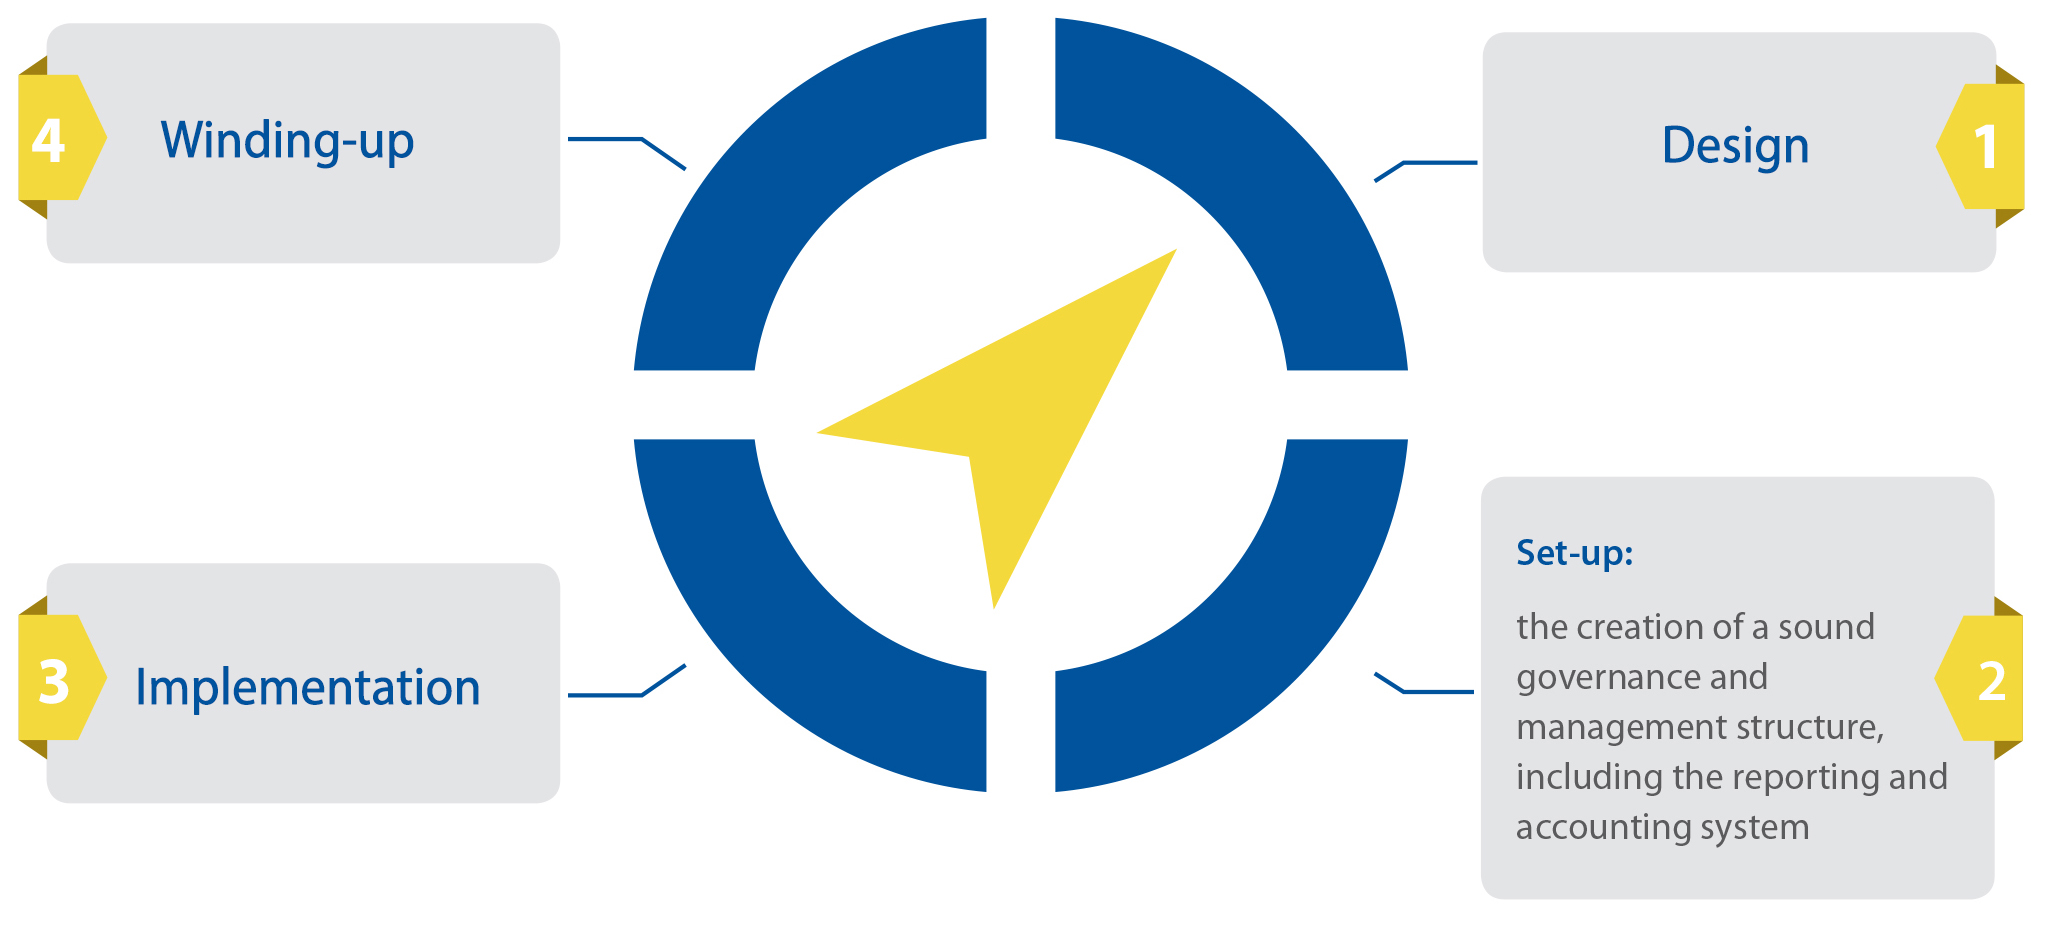 4
Winding-up
Design
1
Set-up:
the creation of a sound
governance and
management structure,
including the reporting and
accounting system
2
3
Implementation